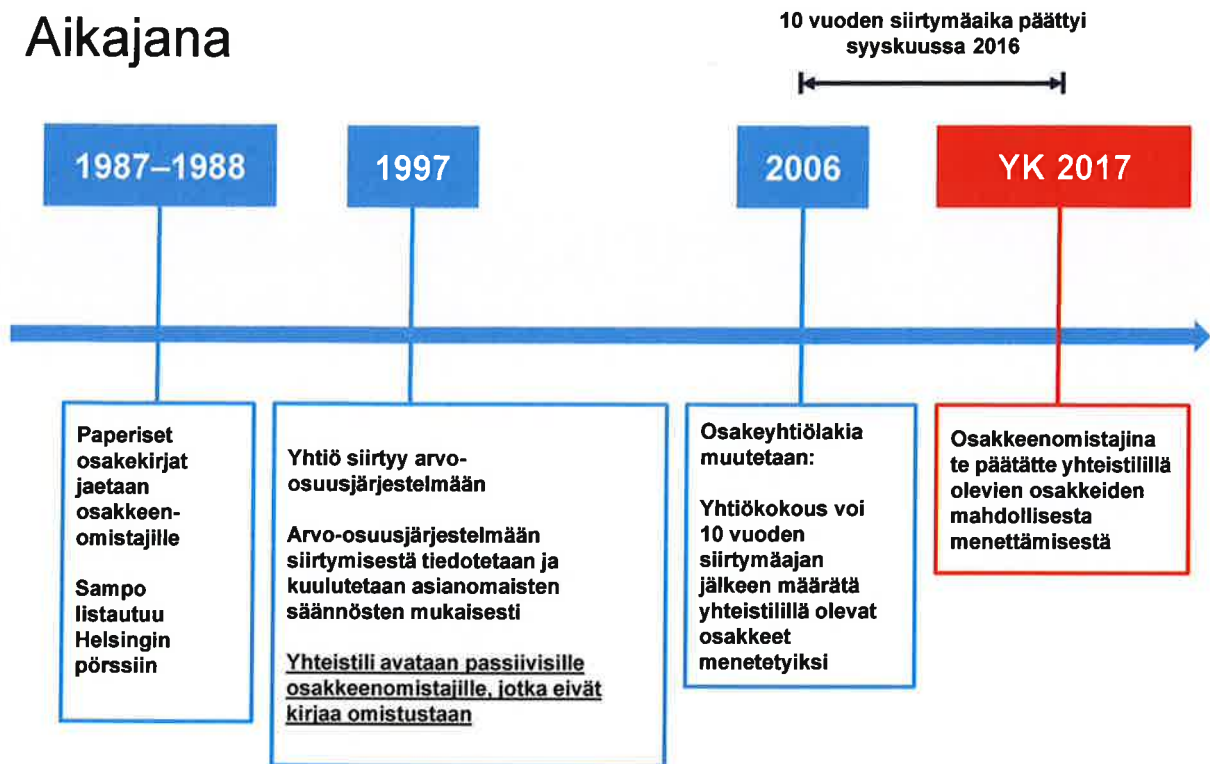 Aikajana
10 vuoden siirtymäaika päättyi
syyskuussa 2016
1987–1988
1997
2006
YK 2017
Paperiset
osakekirjat
jaetaan
osakkeen-
omistajille
Sampo
listautuu
Helsingin
pörssiin
Yhtiö siirtyy arvo-
osuusjärjestelmään
Arvo-osuusjärjestelmään
siirtymisestä tiedotetaan ja
kuulutetaan asianomaisten
säännösten mukaisesti
Yhteistili avataan passiivisille
osakkeenomistajille, jotka eivät
kirjaa omistustaan
Osakeyhtiölakia
muutetaan:
Yhtiökokous voi
10 vuoden
siirtymäajan
jälkeen määrätä
yhteistilillä olevat
osakkeet
menetetyiksi
Osakkeenomistajina
te päätätte yhteistilillä
olevien osakkeiden
mahdollisesta
menettämisestä